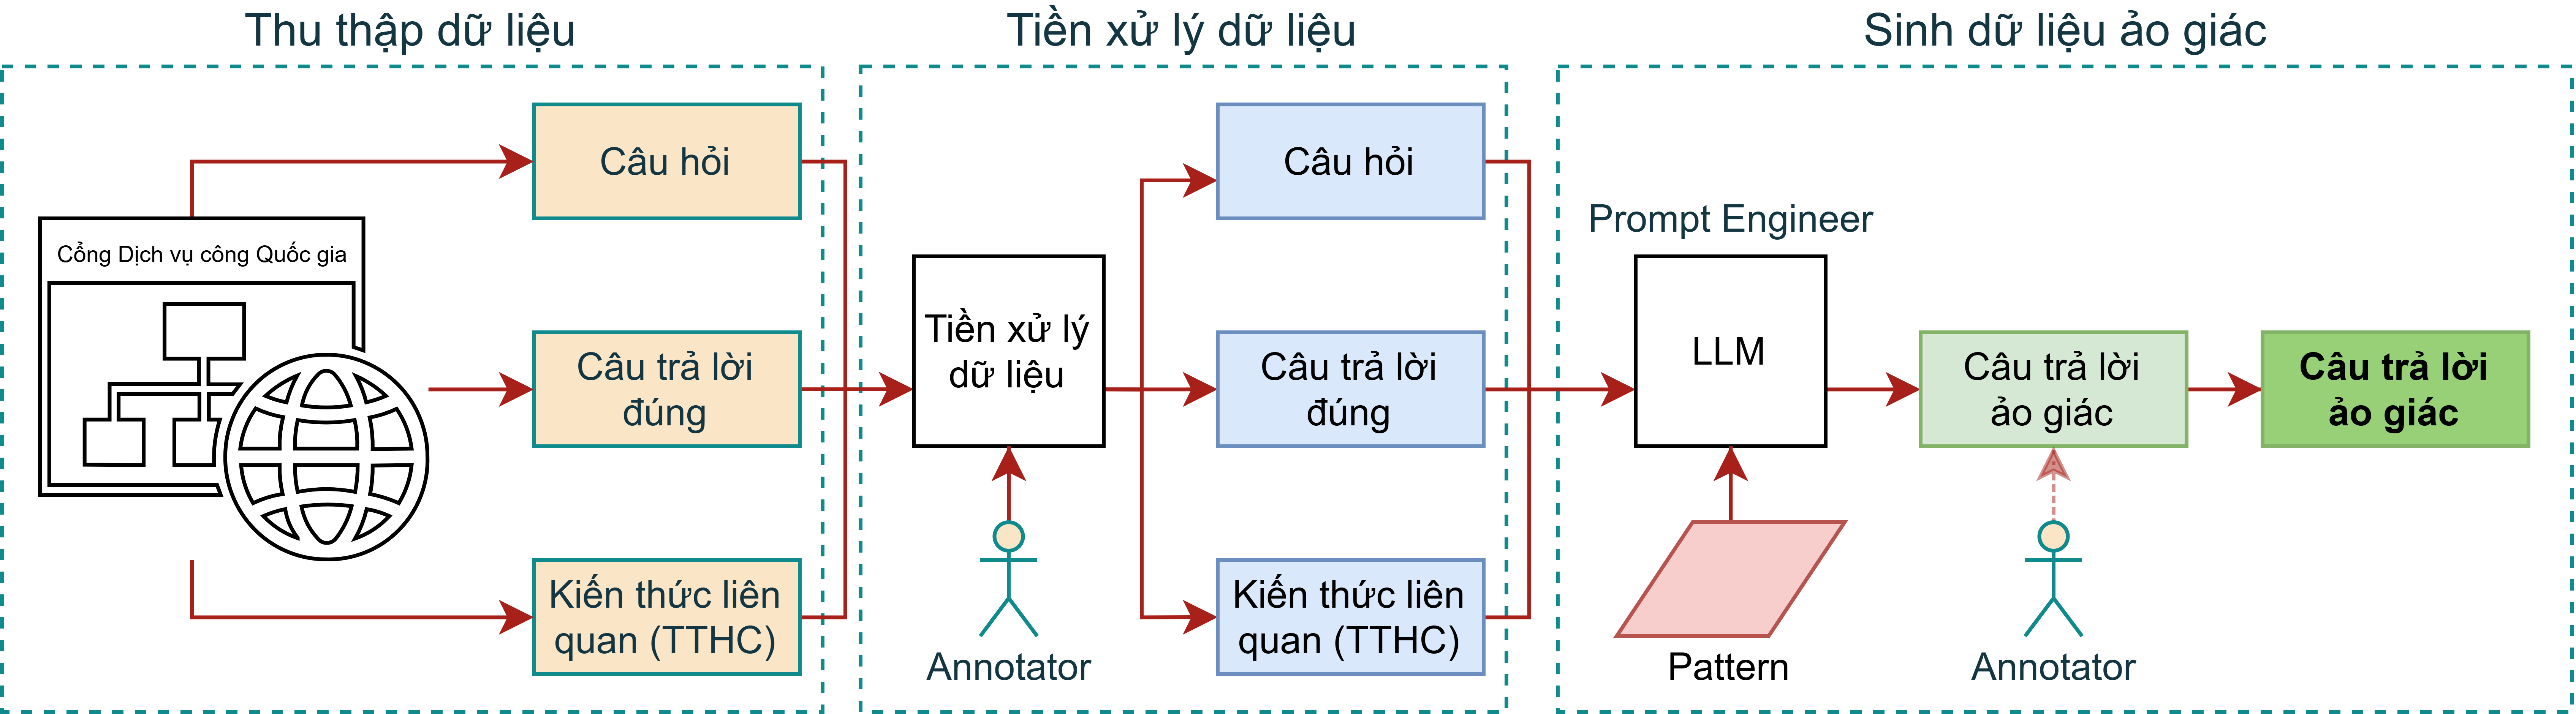 Thu thập dữ liệu
Cổng Dịch vụ công Quốc gia
Câu hỏi
Câu trả lời
đúng
Kiến thức liên
quan (TTHC)
Tiền xử lý dữ liệu
Tiền xử lý
dữ liệu
Annotator
Câu hỏi
Câu trả lời
đúng
Kiến thức liên
quan (TTHC)
Sinh dữ liệu ảo giác
Prompt Engineer
LLM
Pattern
Câu trả lời
ảo giác
Annotator
Câu trả lời
ảo giác